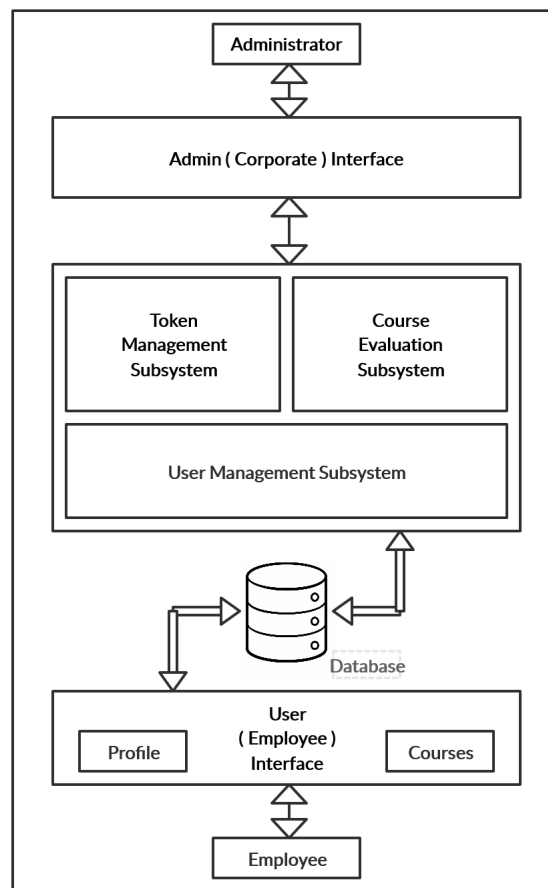 Administrator
Admin ( Corporate ) Interface
Token
Management
Subsystem
Course
Evaluation
Subsystem
User Management Subsystem
Database
User
( Employee )
Interface
Profile
Courses
Employee